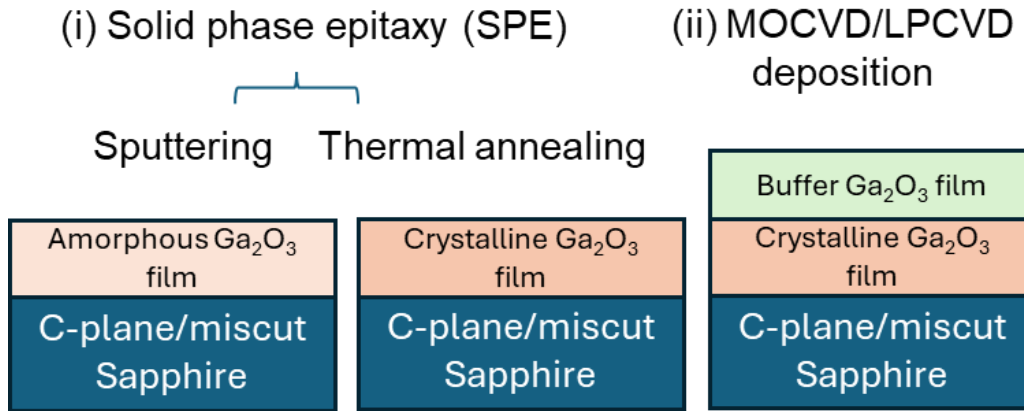 (i) Solid phase epitaxy (SPE)
(ii) MOCVD/LPCVD
deposition
Sputtering
Thermal annealing
Amorphous Ga₂O₃
film
C-plane/miscut
Sapphire
Crystalline Ga₂O₃
film
C-plane/miscut
Sapphire
Buffer Ga₂O₃ film
Crystalline Ga₂O₃
film
C-plane/miscut
Sapphire